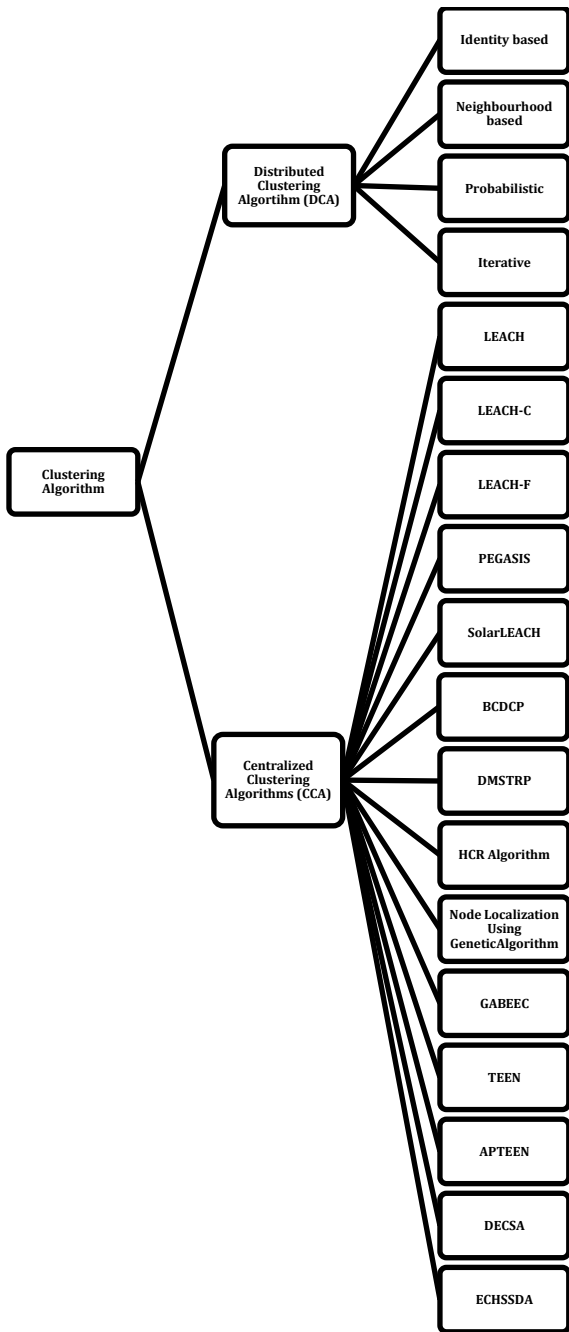 Identity based
Neighbourhood
based
Distributed
Clustering
Algortihm (DCA)
Probabilistic
Iterative
LEACH
LEACH-C
Clustering
Algorithm
LEACH-F
PEGASIS
SolarLEACH
BCDCP
Centralized
Clustering
Algorithms (CCA)
DMSTRP
HCR Algorithm
Node Localization
Using
GeneticAlgorithm
GABEEC
TEEN
APTEEN
DECSA
ECHSSDA